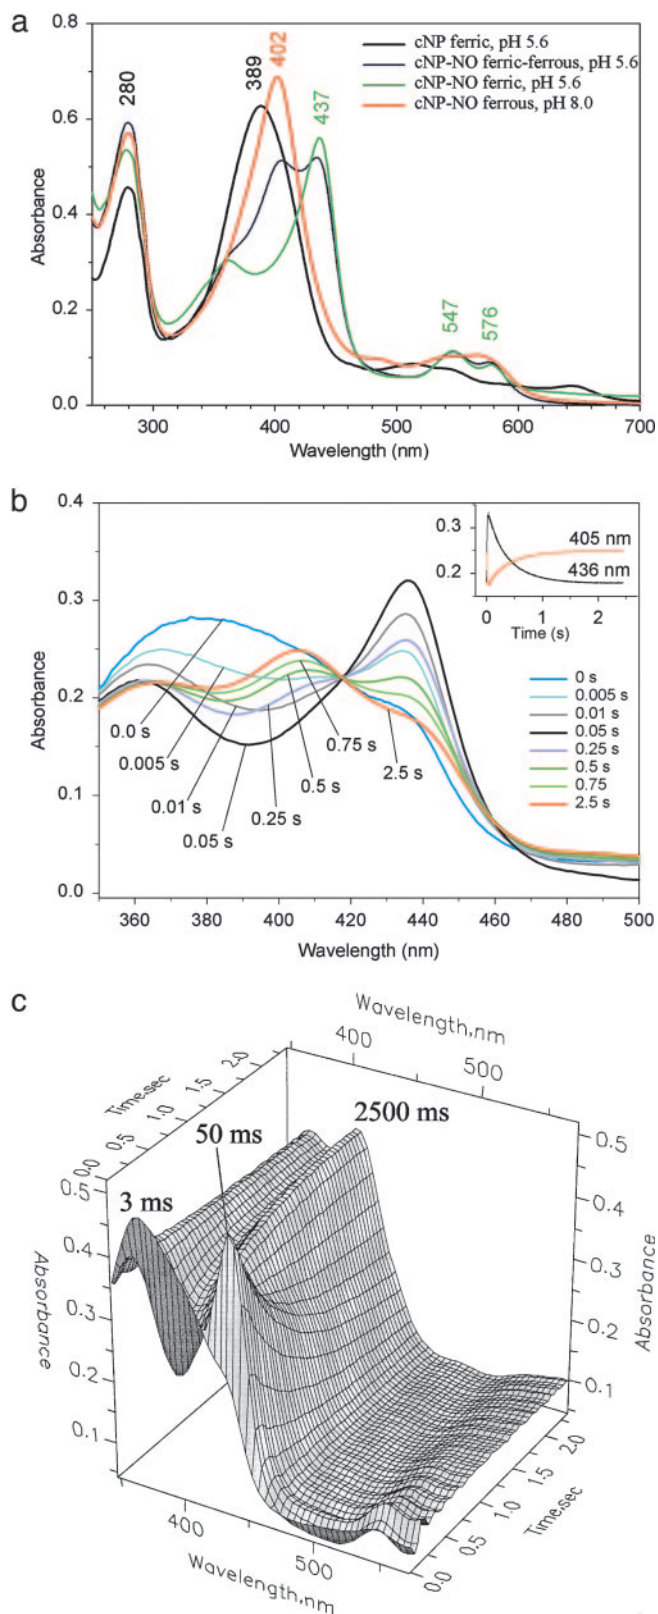 a
cNP ferric, pH 5.6
cNP-NO ferric-ferrous, pH 5.6
cNP-NO ferric, pH 5.6
cNP-NO ferrous, pH 8.0
280
389
402
437
547
576
0.8
0.6
0.4
0.2
0.0
Absorbance
300 400 500 600 700
Wavelength (nm)
b
0.4
0.3
0.2
0.1
0.0
Absorbance
0.3
0.2
405 nm
436 nm
0 1 2
Time (s)
0 s
0.005 s
0.01 s
0.05 s
0.25 s
0.5 s
0.75
2.5 s
0.0 s
0.005 s
0.01 s
0.05 s
0.25 s
0.5 s
0.75 s
2.5 s
360 380 400 420 440 460 480 500
Wavelength (nm)
c
Wavelength,nm
400 500
Time,sec
0.0 0.5 1.0 1.5 2.0
2500 ms
50 ms
3 ms
0.5
0.4
0.3
0.2
0.1
Absorbance
0.5
0.4
0.3
0.2
0.1
Absorbance
400 500
Wavelength,nm
0.0 0.5 1.0 1.5 2.0
Time,sec